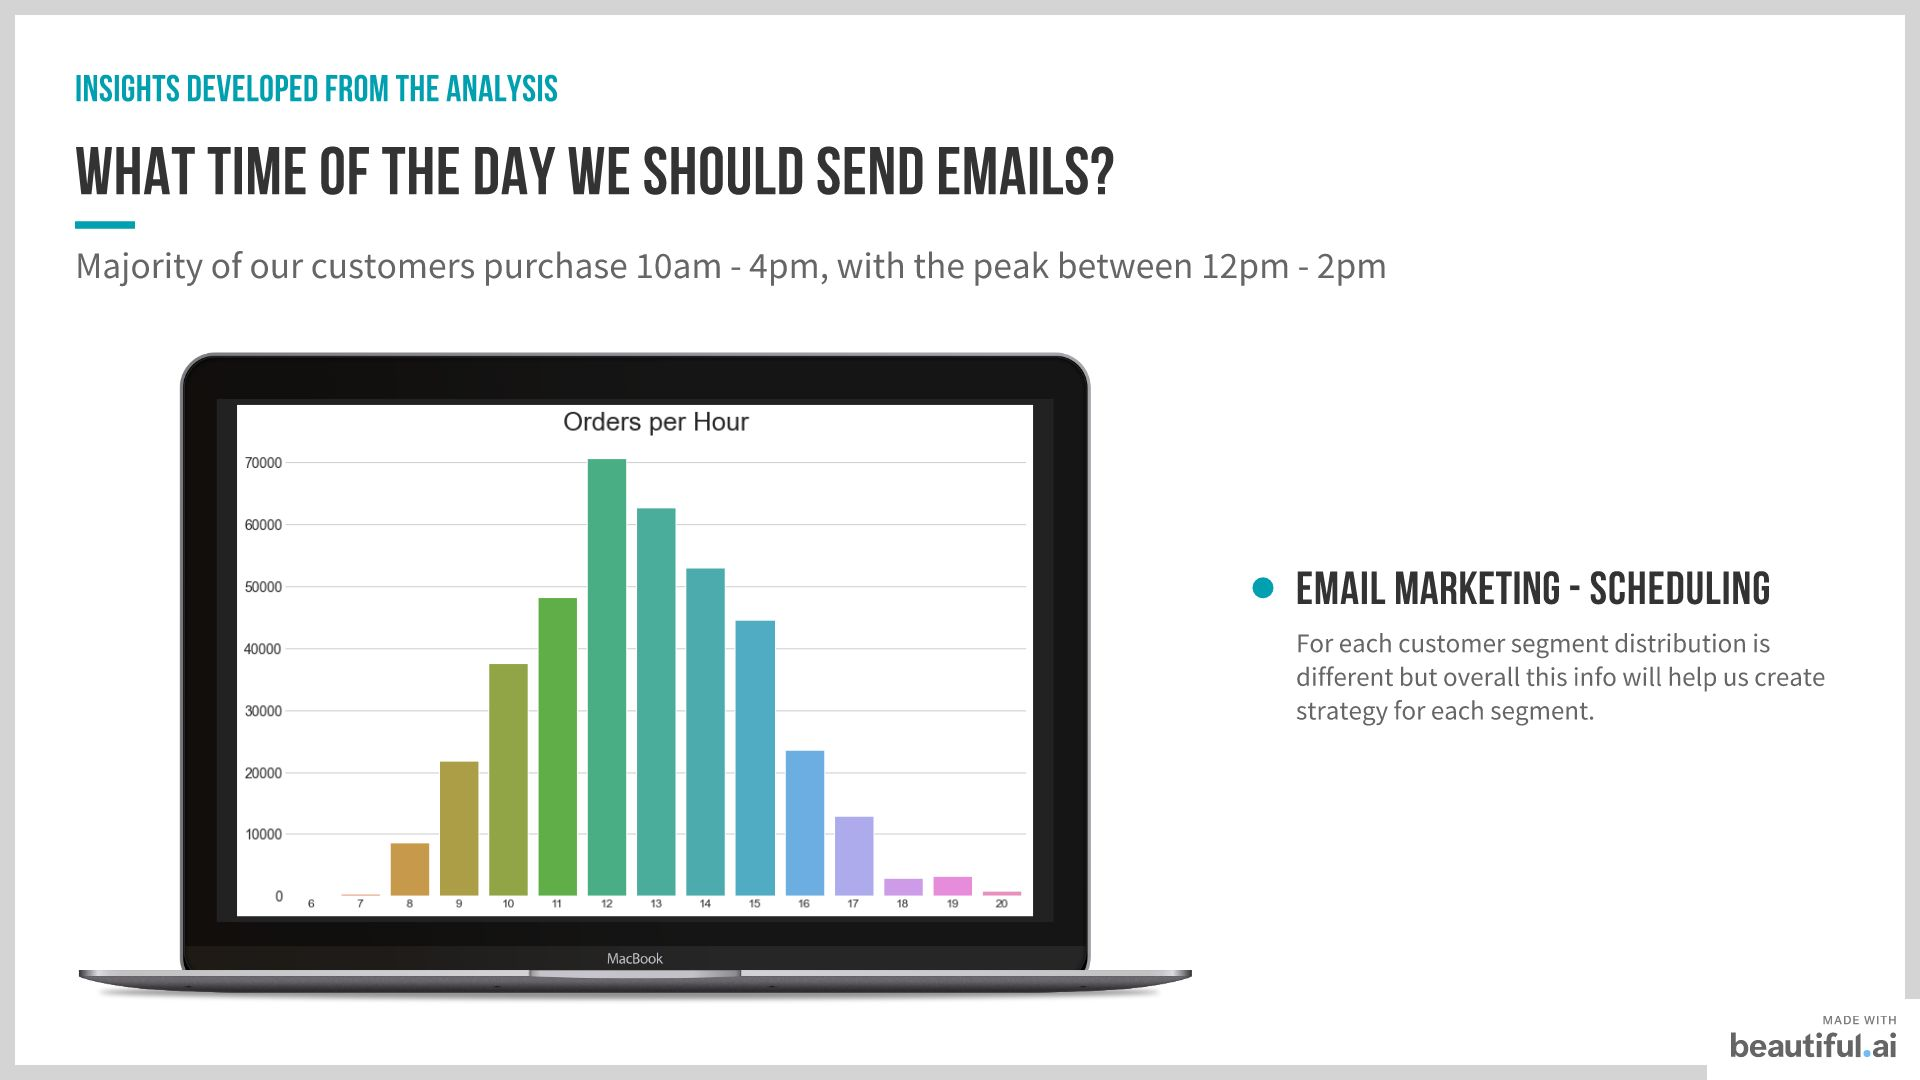 INSIGHTS DEVELOPED FROM THE ANALYSIS
WHAT TIME OF THE DAY WE SHOULD SEND EMAILS?
Majority of our customers purchase 10am - 4pm, with the peak between 12pm - 2pm
Orders per Hour
70000
60000
50000
40000
30000
20000
10000
0
6 7 8 9 10 11 12 13 14 15 16 17 18 19 20
MacBook
EMAIL MARKETING - SCHEDULING
For each customer segment distribution is
different but overall this info will help us create
strategy for each segment.
MADE WITH
beautiful.ai